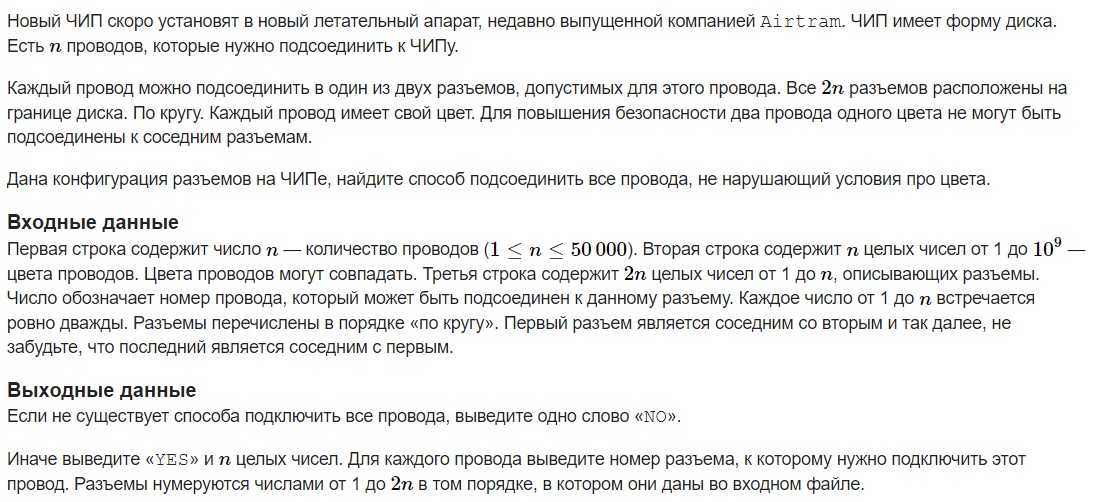 Новый ЧИП скоро установят в новый летательный апарат, недавно выпущенной компанией Airtram. ЧИП имеет форму диска.
Есть n проводов, которые нужно подсоединить к ЧИПу.
Каждый провод можно подсоединить в один из двух разъемов, допустимых для этого провода. Все 2n разъемов расположены на
границе диска. По кругу. Каждый провод имеет свой цвет. Для повышения безопасности два провода одного цвета не могут быть
подсоединены к соседним разъемам.
Дана конфигурация разъемов на ЧИПе, найдите способ подсоединить все провода, не нарушающий условия про цвета.
Входные данные
Первая строка содержит число n — количество проводов (1 ≤ n ≤ 50 000). Вторая строка содержит n целых чисел от 1 до 10^9 —
цвета проводов. Цвета проводов могут совпадать. Третья строка содержит 2n целых чисел от 1 до n, описывающих разъемы.
Число обозначает номер провода, который может быть подсоединен к данному разъему. Каждое число от 1 до n встречается
ровно дважды. Разъемы перечислены в порядке «по кругу». Первый разъем является соседним со вторым и так далее, не
забудьте, что последний является соседним с первым.
Выходные данные
Если не существует способа подключить все провода, выведите одно слово «NO».
Иначе выведите «YES» и n целых чисел. Для каждого провода выведите номер разъема, к которому нужно подключить этот
провод. Разъемы нумеруются числами от 1 до 2n в том порядке, в котором они даны во входном файле.